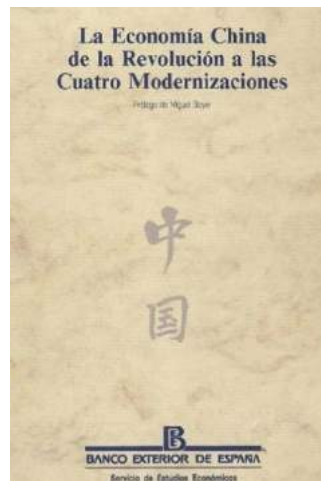 La Economía China
de la Revolución a las
Cuatro Modernizaciones
Prólogo de Miguel Boyer
中
国
BANCO EXTERIOR DE ESPAÑA
Servicio de Estudios Económicos